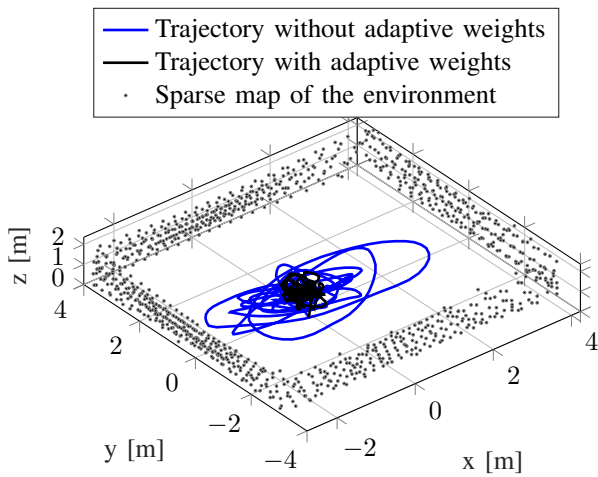 Trajectory without adaptive weights
Trajectory with adaptive weights
Sparse map of the environment
z [m]
2
1
0
4
2
0
−2
−4
y [m]
4
2
0
−2
x [m]